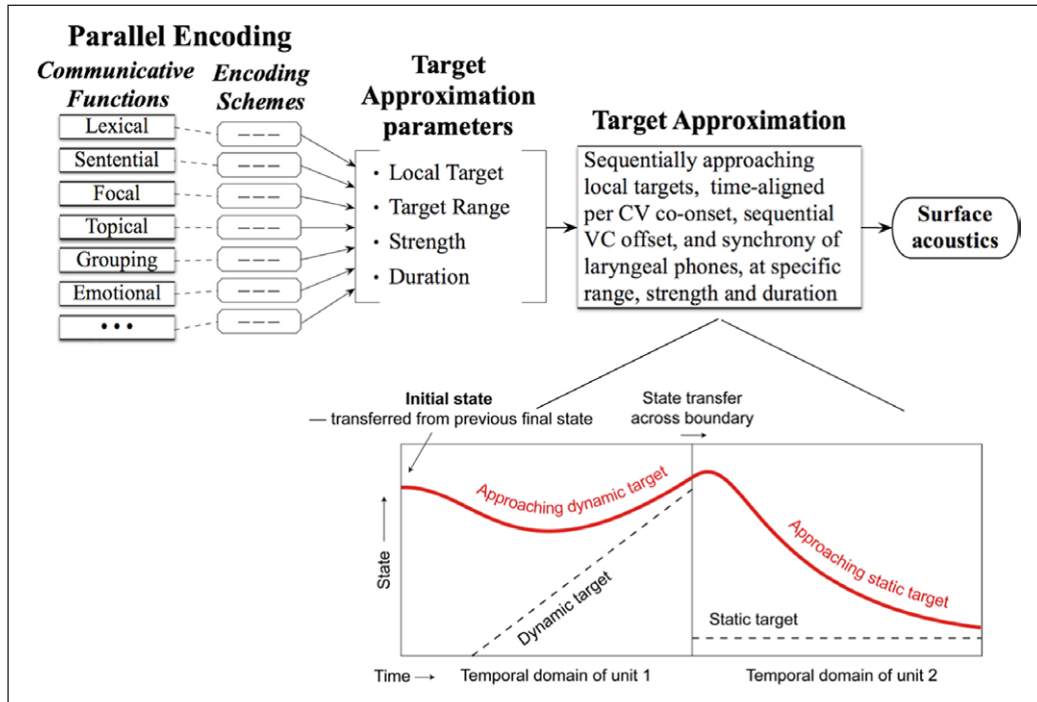 Parallel Encoding
Communicative
Functions
Encoding
Schemes
Lexical
Sentential
Focal
Topical
Grouping
Emotional
• • •
– – –
– – –
– – –
– – –
– – –
– – –
– – –
Target
Approximation
parameters
· Local Target
· Target Range
· Strength
· Duration
Target Approximation
Sequentially approaching
local targets, time-aligned
per CV co-onset, sequential
VC offset, and synchrony of
laryngeal phones, at specific
range, strength and duration
Surface
acoustics
Initial state
— transferred from previous final state
State transfer
across boundary
State
Approaching dynamic target
Dynamic target
Approaching static target
Static target
Time
Temporal domain of unit 1
Temporal domain of unit 2